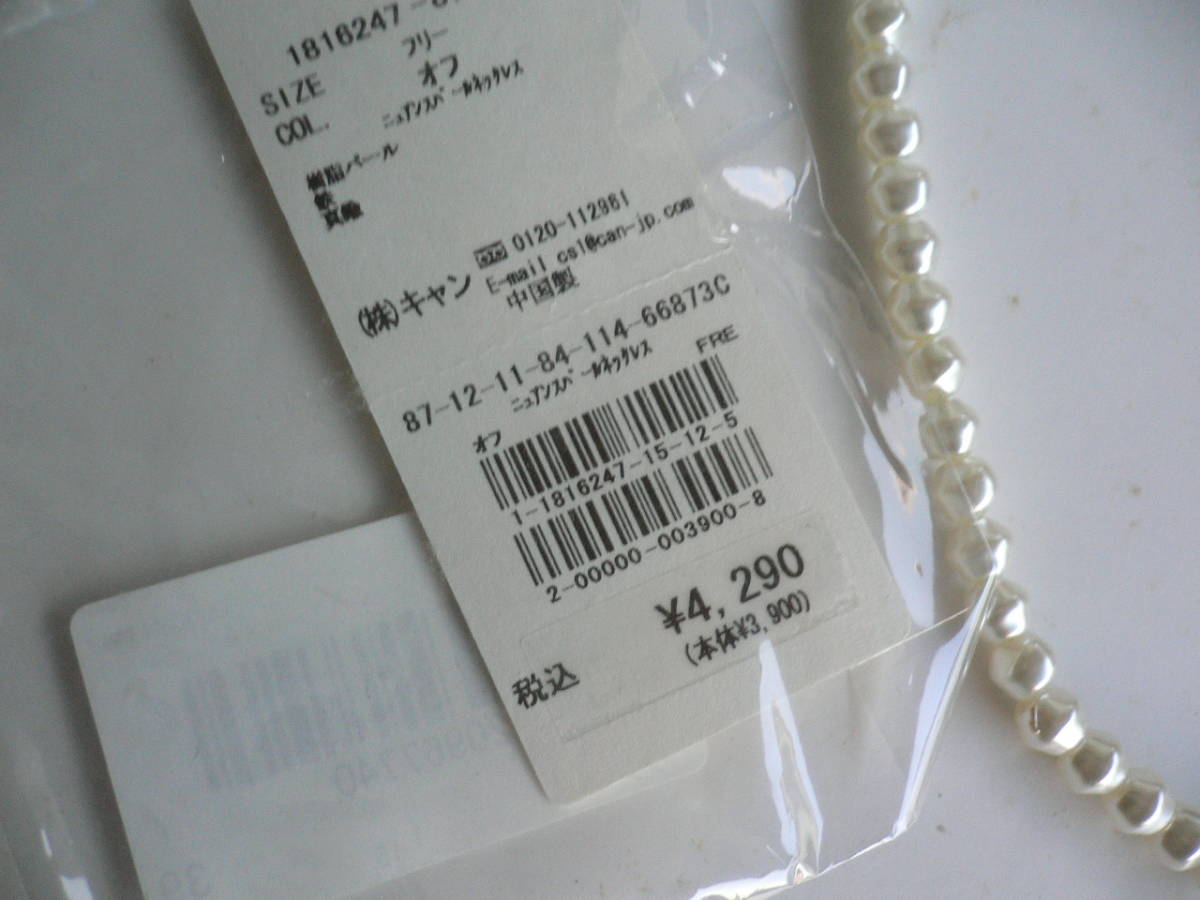 1816247
SIZE フリー
COL. オフ
ニュアンスパールネックレス
樹脂パール
鉄
真鍮
(株)キャン 0120-112961
E-mail cs1@can-jp.com
中国製
87-12-11-84-114-66873C
ニュアンスパールネックレス FRE
オフ
1-1816247-15-12-5
2-00000-003900-8
¥4,290
(本体¥3,900)
税込